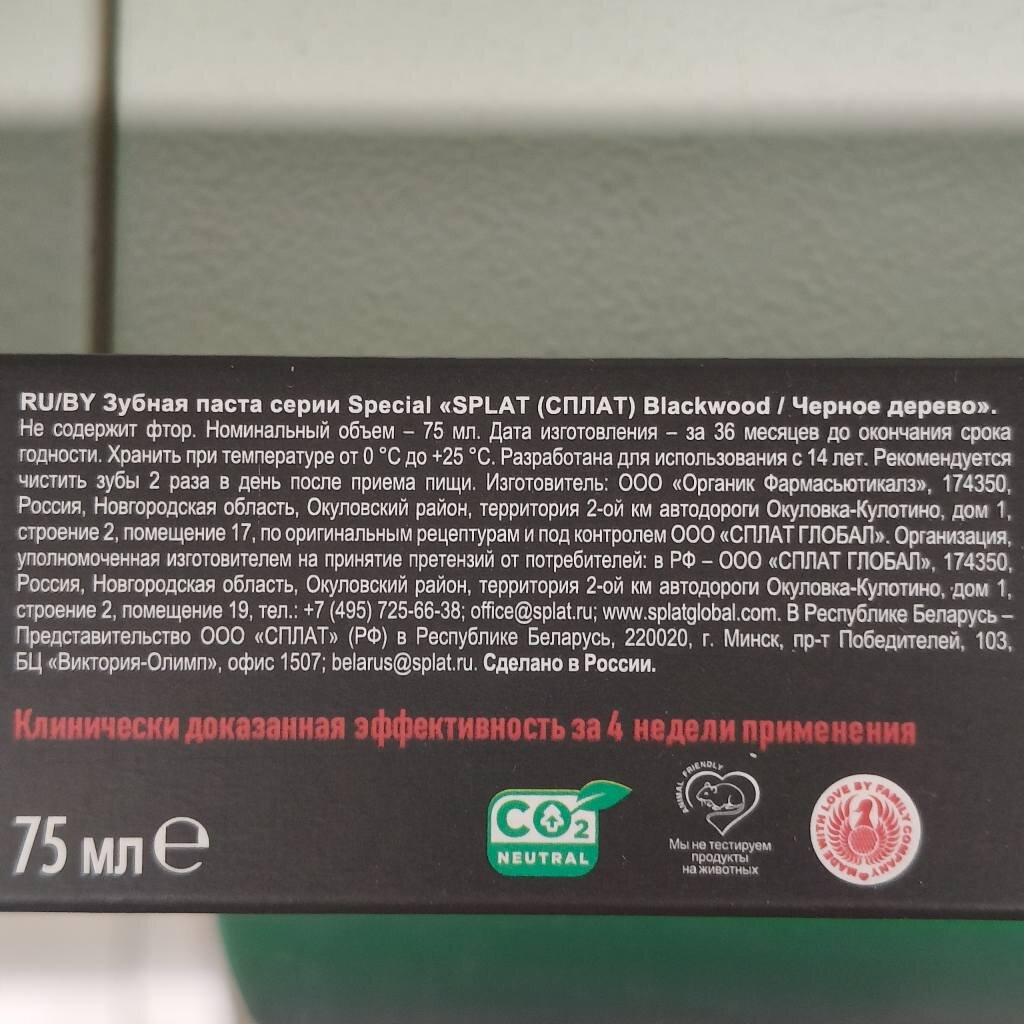 RU/BY Зубная паста серии Special «SPLAT (СПЛАТ) Blackwood / Черное дерево».
Не содержит фтор. Номинальный объем – 75 мл. Дата изготовления – за 36 месяцев до окончания срока
годности. Хранить при температуре от 0 °С до +25 °С. Разработана для использования с 14 лет. Рекомендуется
чистить зубы 2 раза в день после приема пищи. Изготовитель: ООО «Органик Фармасьютикалз», 174350,
Россия, Новгородская область, Окуловский район, территория 2-ой км автодороги Окуловка-Кулотино, дом 1,
строение 2, помещение 17, по оригинальным рецептурам и под контролем ООО «СПЛАТ ГЛОБАЛ». Организация,
уполномоченная изготовителем на принятие претензий от потребителей: в РФ – ООО «СПЛАТ ГЛОБАЛ», 174350,
Россия, Новгородская область, Окуловский район, территория 2-ой км автодороги Окуловка-Кулотино, дом 1,
строение 2, помещение 19, тел.: +7 (495) 725-66-38; office@splat.ru; www.splatglobal.com. В Республике Беларусь –
Представительство ООО «СПЛАТ» (РФ) в Республике Беларусь, 220020, г. Минск, пр-т Победителей, 103,
БЦ «Виктория-Олимп», офис 1507; belarus@splat.ru. Сделано в России.
Клинически доказанная эффективность за 4 недели применения
75 мл ℮
CO2
NEUTRAL
ANIMAL FRIENDLY
Мы не тестируем
продукты
на животных
MADE WITH LOVE BY FAMILY COMPANY